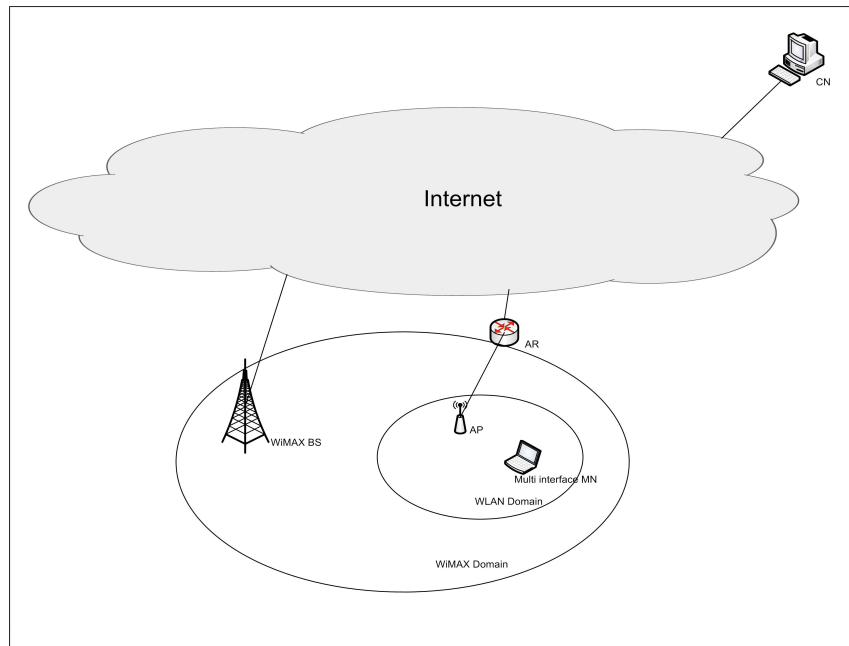 CN
Internet
AR
AP
WiMAX BS
Multi interface MN
WLAN Domain
WiMAX Domain